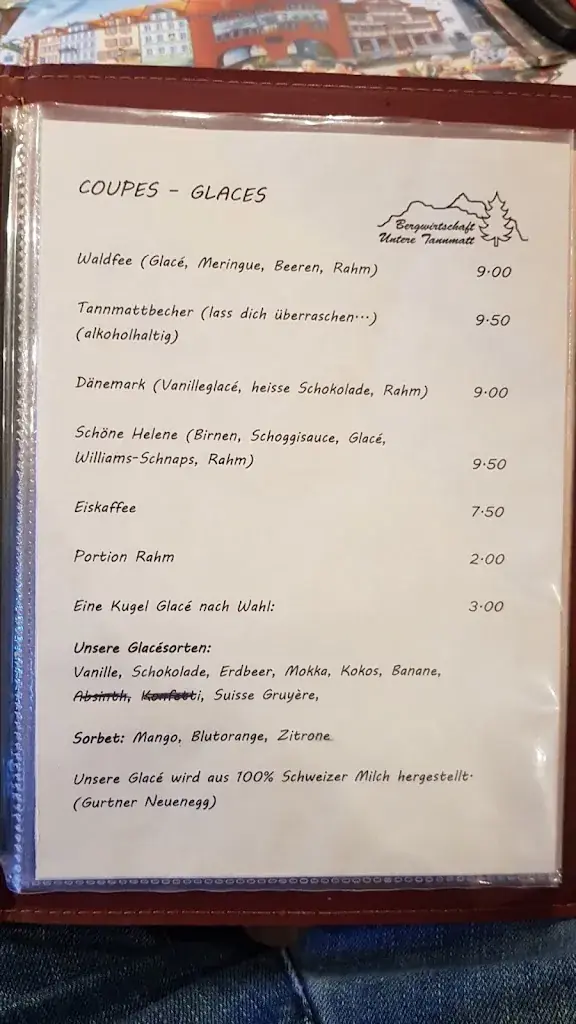 COUPES - GLACES
Bergwirtschaft
Untere Tannmatt
Waldfee (Glacé, Meringue, Beeren, Rahm) 9.00
Tannmattbecher (lass dich überraschen...) 9.50
(alkoholhaltig)
Dänemark (Vanilleglacé, heisse Schokolade, Rahm) 9.00
Schöne Helene (Birnen, Schoggisauce, Glacé,
Williams-Schnaps, Rahm) 9.50
Eiskaffee 7.50
Portion Rahm 2.00
Eine Kugel Glacé nach Wahl: 3.00
Unsere Glacésorten:
Vanille, Schokolade, Erdbeer, Mokka, Kokos, Banane,
Absinth, Konfetti, Suisse Gruyère,
Sorbet: Mango, Blutorange, Zitrone
Unsere Glacé wird aus 100% Schweizer Milch hergestellt.
(Gurtner Neuenegg)